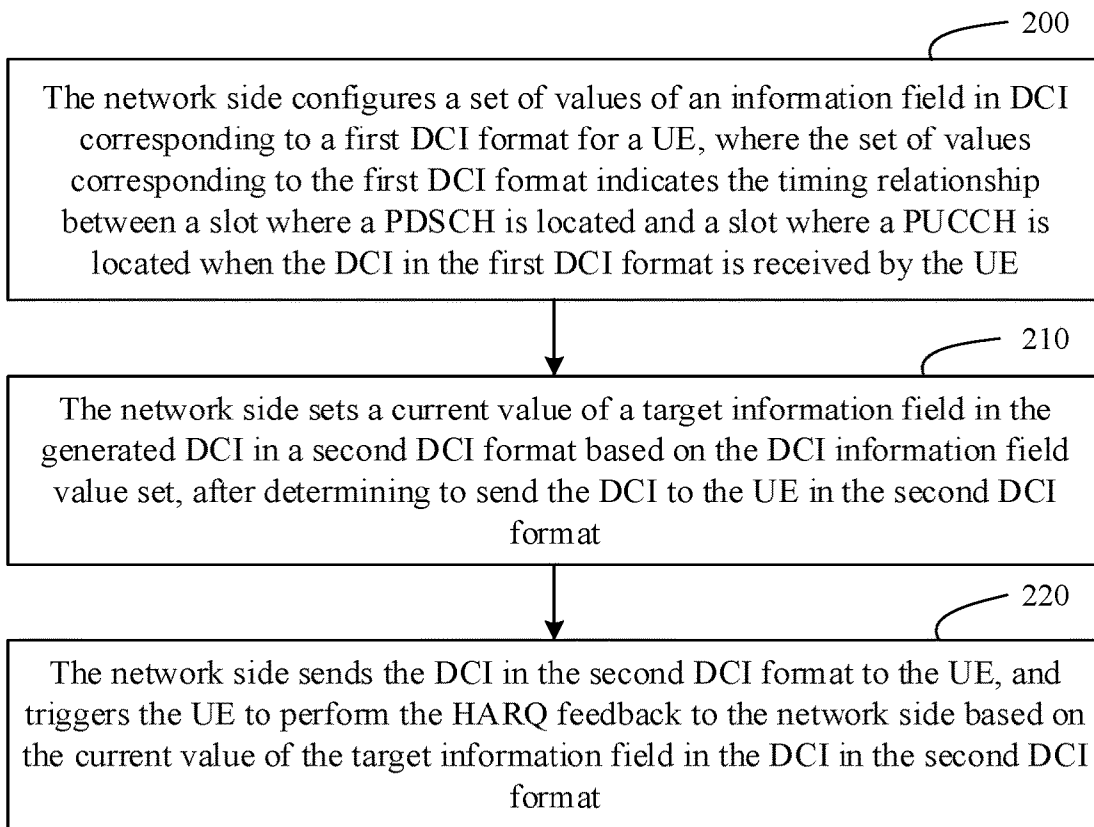 200
The network side configures a set of values of an information field in DCI
corresponding to a first DCI format for a UE, where the set of values
corresponding to the first DCI format indicates the timing relationship
between a slot where a PDSCH is located and a slot where a PUCCH is
located when the DCI in the first DCI format is received by the UE
210
The network side sets a current value of a target information field in the
generated DCI in a second DCI format based on the DCI information field
value set, after determining to send the DCI to the UE in the second DCI
format
220
The network side sends the DCI in the second DCI format to the UE, and
triggers the UE to perform the HARQ feedback to the network side based on
the current value of the target information field in the DCI in the second DCI
format